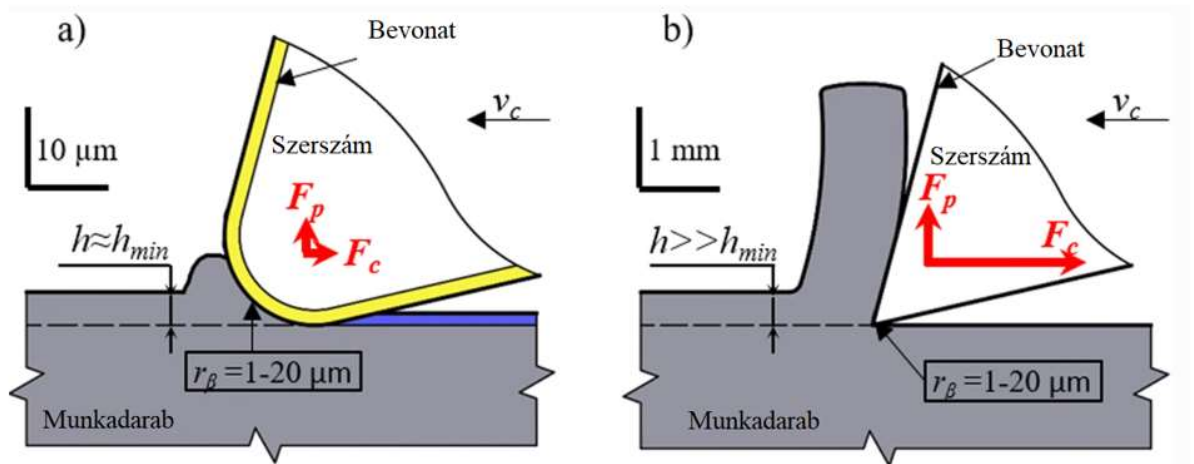 a)
Bevonat
v_c
Szerszám
10 µm
F_p
F_c
h≈h_min
r_β =1-20 µm
Munkadarab
b)
Bevonat
v_c
Szerszám
1 mm
F_p
F_c
h>>h_min
r_β =1-20 µm
Munkadarab